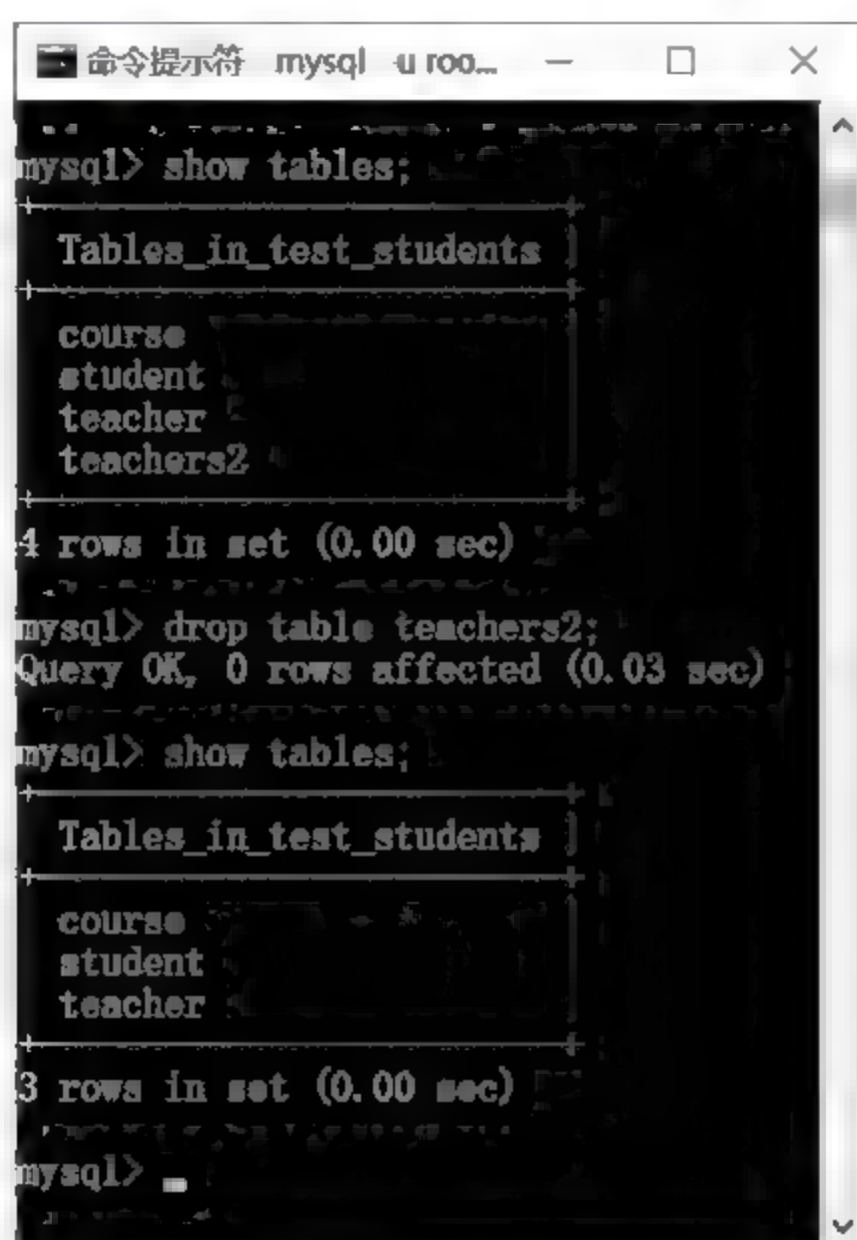 命令提示符 mysql -u roo...
mysql> show tables;
Tables_in_test_students |
course
student
teacher
teachers2
4 rows in set (0.00 sec)
mysql> drop table teachers2;
Query OK, 0 rows affected (0.03 sec)
mysql> show tables;
Tables_in_test_students |
course
student
teacher
3 rows in set (0.00 sec)
mysql>